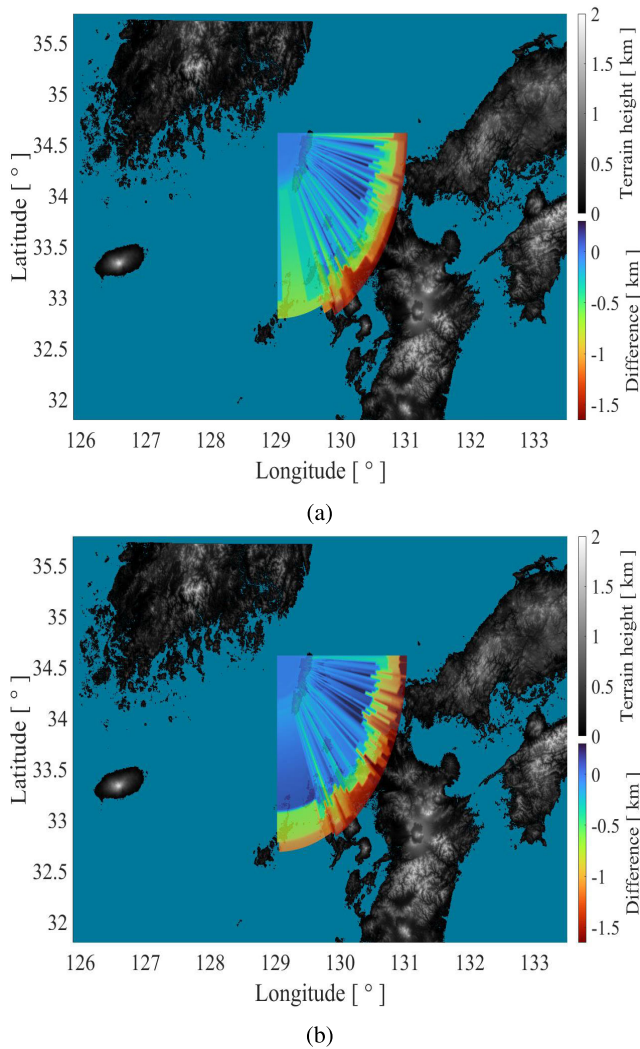 35.5
35
34.5
34
33.5
33
32.5
32
Latitude [ ° ]
126 127 128 129 130 131 132 133
Longitude [ ° ]
2
1.5
1
0.5
0
Terrain height [ km ]
0
-0.5
-1
-1.5
Difference [ km ]
(a)
35.5
35
34.5
34
33.5
33
32.5
32
Latitude [ ° ]
126 127 128 129 130 131 132 133
Longitude [ ° ]
2
1.5
1
0.5
0
Terrain height [ km ]
0
-0.5
-1
-1.5
Difference [ km ]
(b)